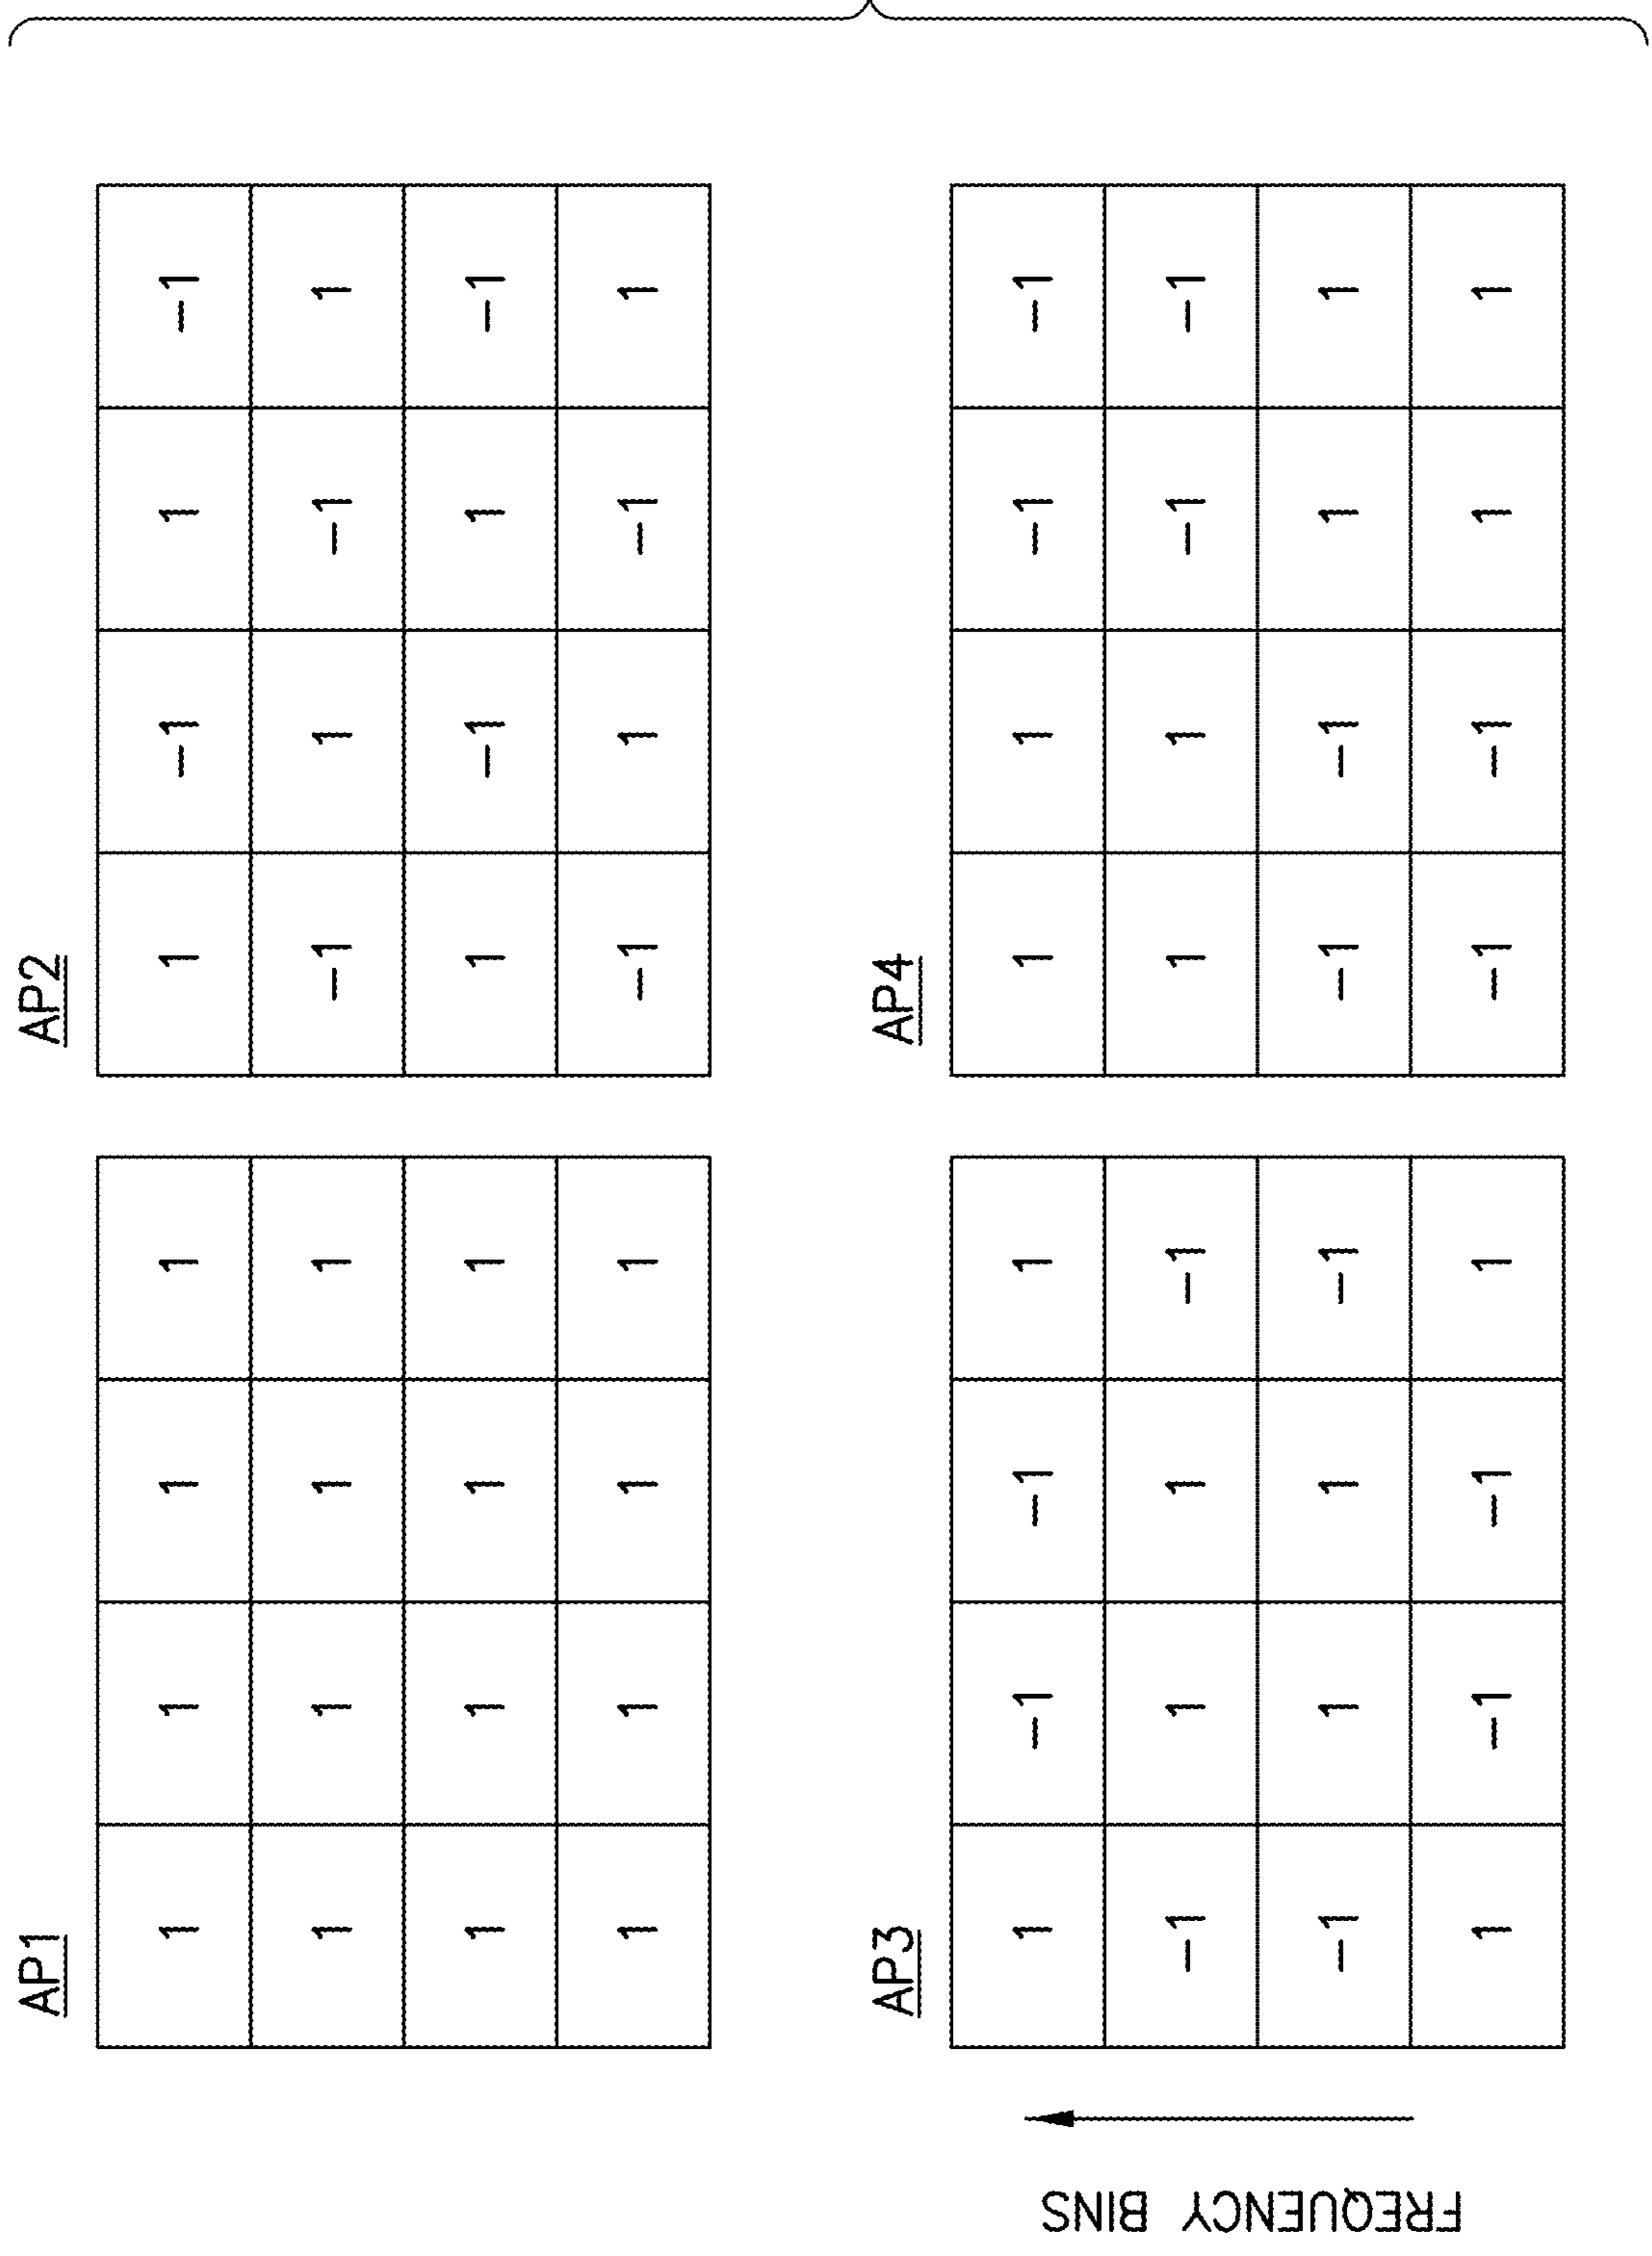 AP1
1 1 1 1
1 1 1 1
1 1 1 1
1 1 1 1
AP2
1 -1 1 -1
-1 1 -1 1
1 -1 1 -1
-1 1 -1 1
FREQUENCY BINS
AP3
1 -1 -1 1
-1 1 1 -1
-1 1 1 -1
1 -1 -1 1
AP4
1 1 -1 -1
1 1 -1 -1
-1 -1 1 1
-1 -1 1 1